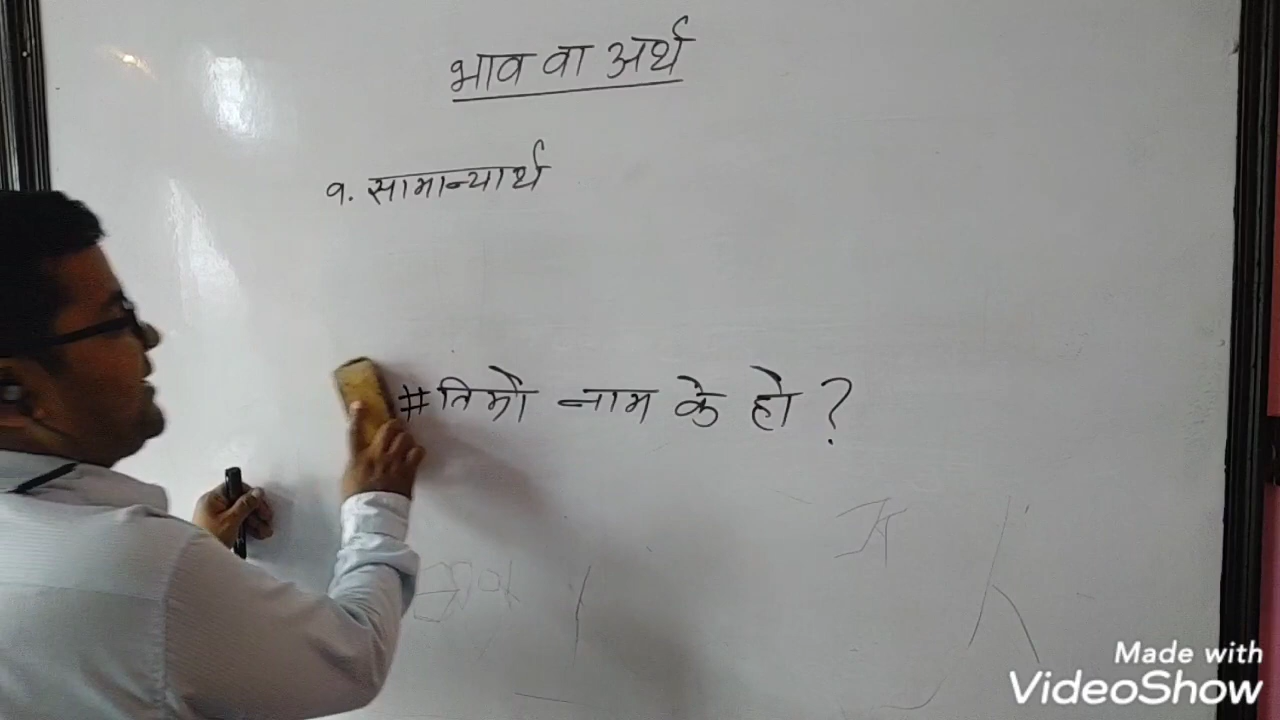 भाव वा अर्थ
१. सामान्यार्थ
#तिम्रो नाम के हो ?
Made with
VideoShow